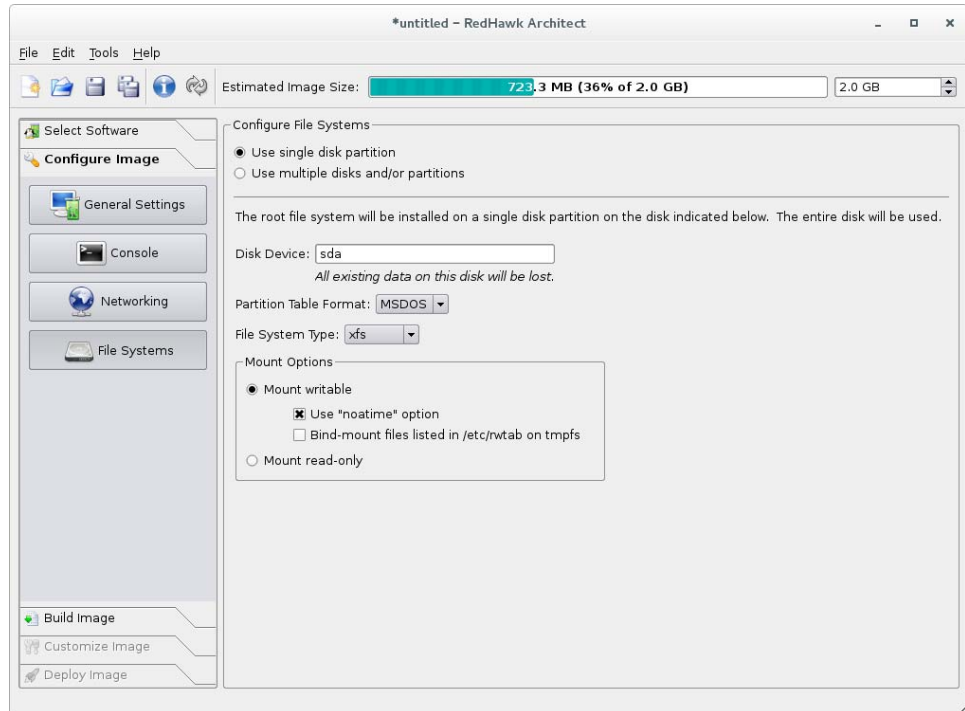 *untitled – RedHawk Architect
File Edit Tools Help
Estimated Image Size: 723.3 MB (36% of 2.0 GB) 2.0 GB
Select Software
Configure Image
General Settings
Console
Networking
File Systems
Build Image
Customize Image
Deploy Image
Configure File Systems
Use single disk partition
Use multiple disks and/or partitions
The root file system will be installed on a single disk partition on the disk indicated below. The entire disk will be used.
Disk Device: sda
All existing data on this disk will be lost.
Partition Table Format: MSDOS
File System Type: xfs
Mount Options
Mount writable
Use "noatime" option
Bind-mount files listed in /etc/rwtab on tmpfs
Mount read-only